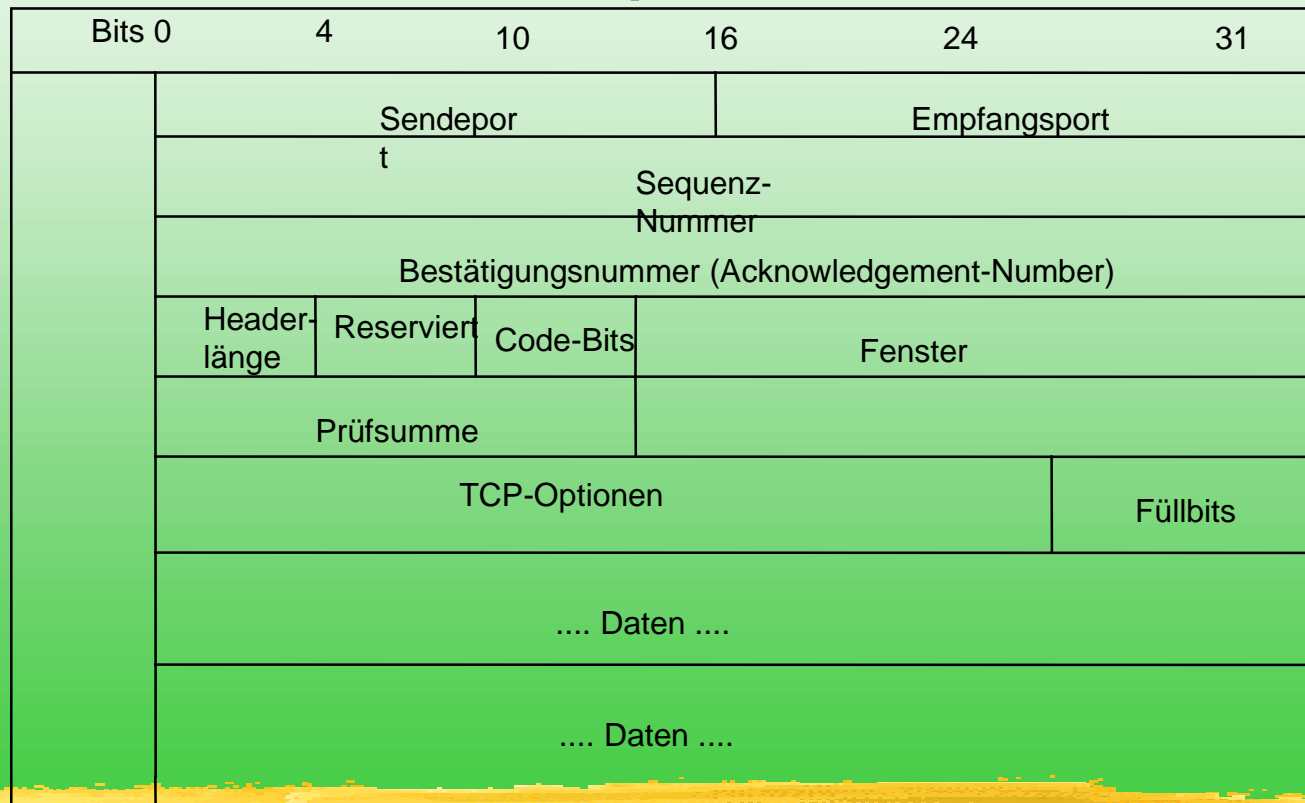 Bits 0 4 10 16 24 31
Sendepor
t
Empfangsport
Sequenz-
Nummer
Bestätigungsnummer (Acknowledgement-Number)
Header-
länge
Reserviert
Code-Bits
Fenster
Prüfsumme
TCP-Optionen
Füllbits
.... Daten ....
.... Daten ....